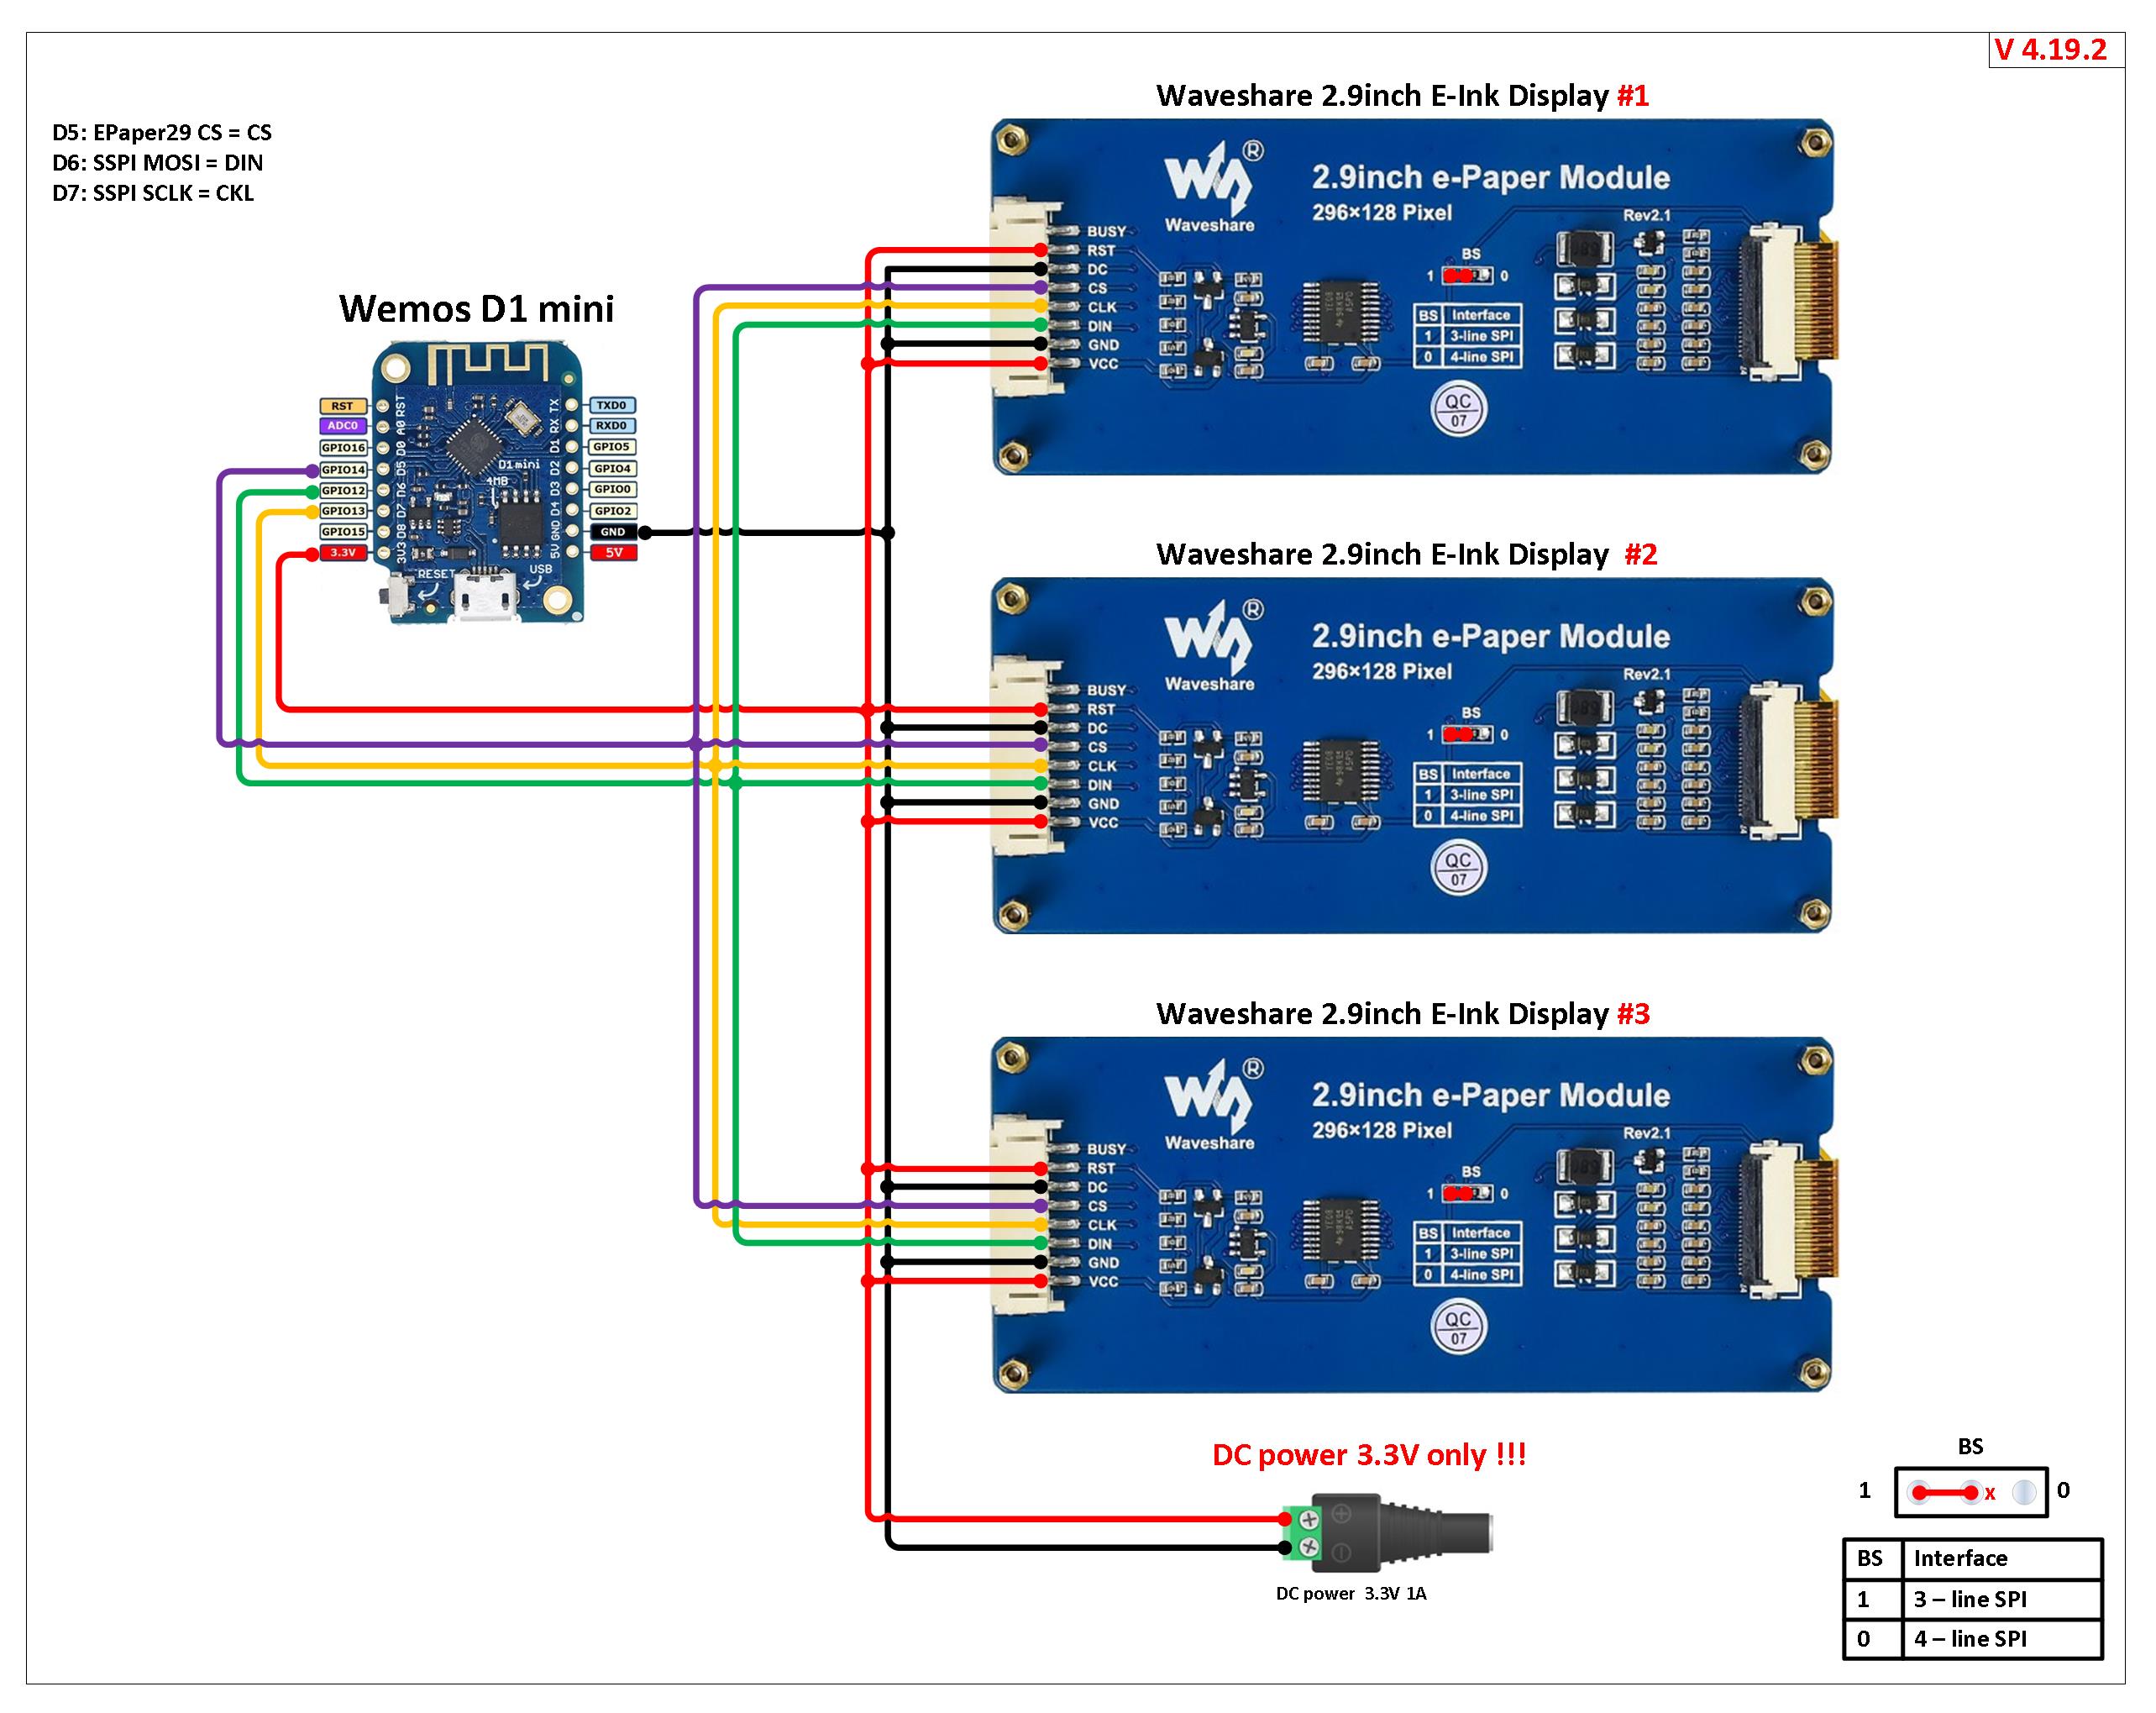 V 4.19.2
D5: EPaper29 CS = CS
D6: SSPI MOSI = DIN
D7: SSPI SCLK = CKL
Wemos D1 mini
RST
ADC0
GPIO16
GPIO14
GPIO12
GPIO13
GPIO15
3.3V
RST
A0
D0
D5
D6
D7
D8
3V3
D1 mini
4MB
RESET
USB
TX
RX
D1
D2
D3
D4
GND
5V
TXD0
RXD0
GPIO5
GPIO4
GPIO0
GPIO2
GND
5V
Waveshare 2.9inch E-Ink Display #1
®
Waveshare
2.9inch e-Paper Module
296×128 Pixel
Rev2.1
BUSY
RST
DC
CS
CLK
DIN
GND
VCC
BS
1 0
BS Interface
1 3-line SPI
0 4-line SPI
QC
07
Waveshare 2.9inch E-Ink Display #2
®
Waveshare
2.9inch e-Paper Module
296×128 Pixel
Rev2.1
BUSY
RST
DC
CS
CLK
DIN
GND
VCC
BS
1 0
BS Interface
1 3-line SPI
0 4-line SPI
QC
07
Waveshare 2.9inch E-Ink Display #3
®
Waveshare
2.9inch e-Paper Module
296×128 Pixel
Rev2.1
BUSY
RST
DC
CS
CLK
DIN
GND
VCC
BS
1 0
BS Interface
1 3-line SPI
0 4-line SPI
QC
07
DC power 3.3V only !!!
DC power 3.3V 1A
BS
1 x 0
BS Interface
1 3 – line SPI
0 4 – line SPI